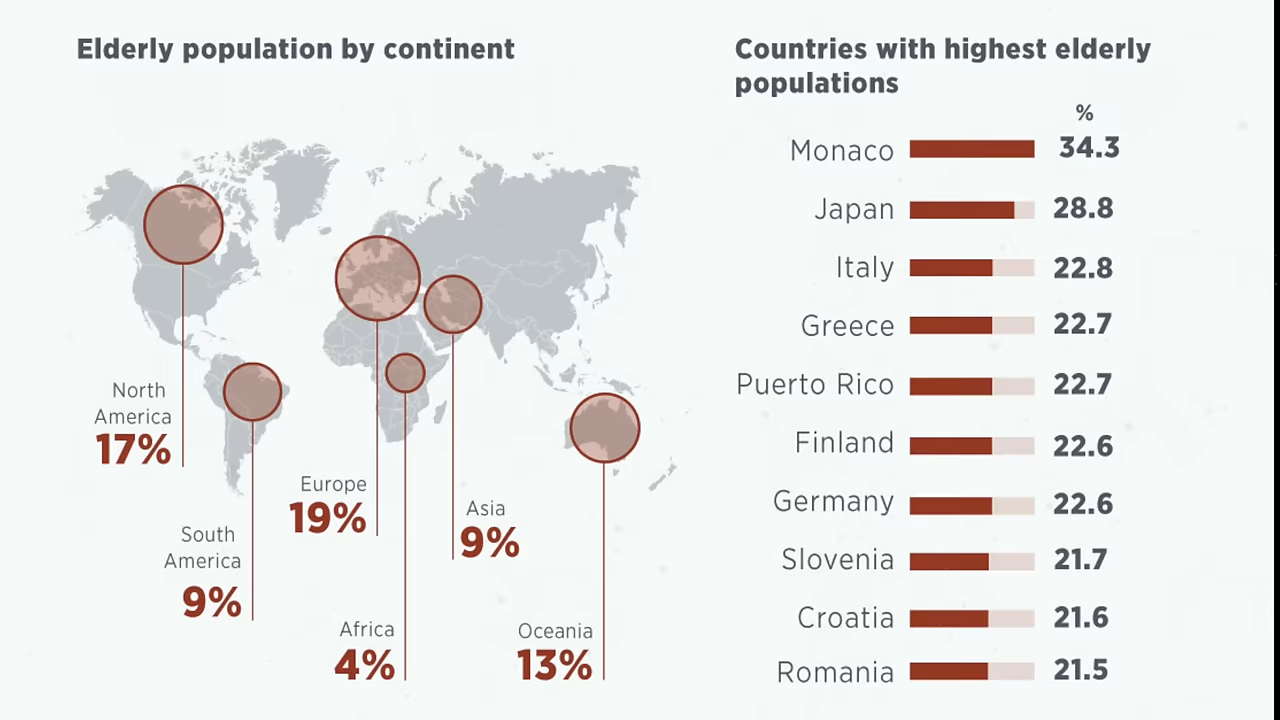 Elderly population by continent
North
America
17%
South
America
9%
Europe
19%
Africa
4%
Asia
9%
Oceania
13%
Countries with highest elderly
populations
%
Monaco 34.3
Japan 28.8
Italy 22.8
Greece 22.7
Puerto Rico 22.7
Finland 22.6
Germany 22.6
Slovenia 21.7
Croatia 21.6
Romania 21.5